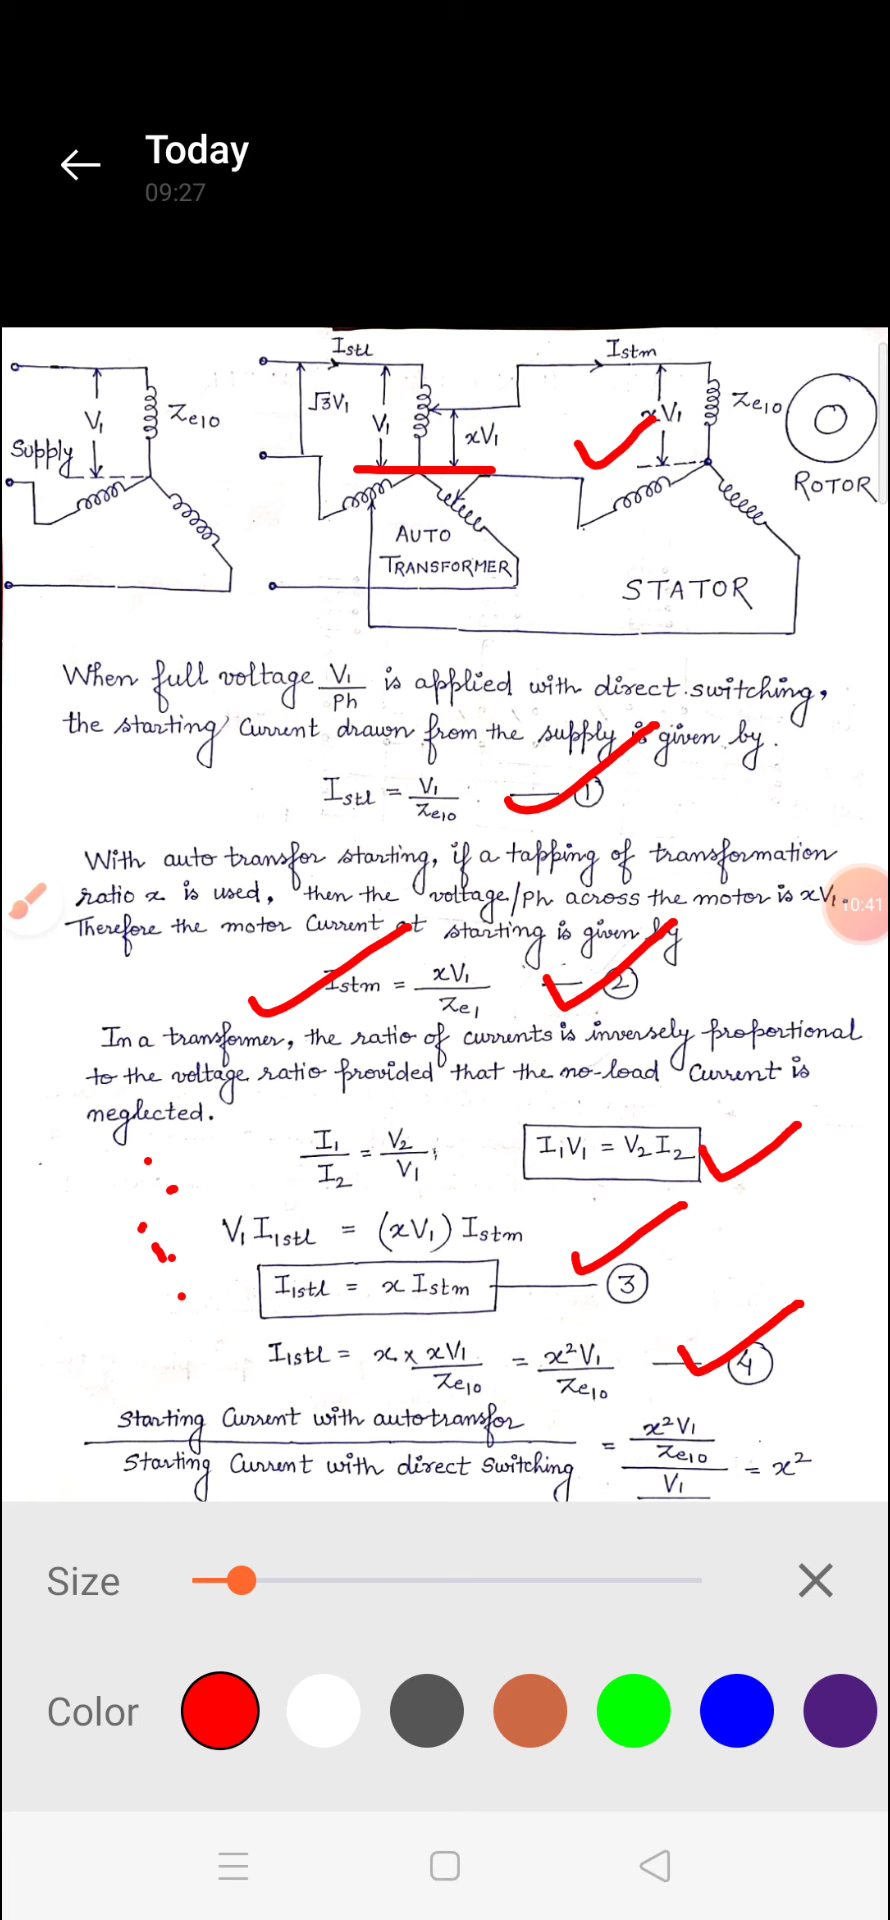 Today
09:27
Istl
Istm
V1
Ze10
√3V1
V1
xV1
xV1
Ze10
Supply
ROTOR
AUTO
TRANSFORMER
STATOR
When full voltage V1/Ph is applied with direct switching,
the starting current drawn from the supply is given by.
Istl = V1/Ze10 — ①
With auto transfor starting, if a tapping of transformation
ratio x is used, then the voltage/Ph across the motor is xV1.
10:41
Therefore the motor current at starting is given by
Istm = xV1/Ze1 — ②
In a transformer, the ratio of currents is inversely proportional
to the voltage ratio provided that the no-load current is
neglected.
I1/I2 = V2/V1; I1V1 = V2I2
V1 I1stl = (xV1) Istm
I1stl = x Istm — ③
I1stl = x × xV1/Ze10 = x²V1/Ze10 — ④
Starting current with autotransfor / Starting current with direct switching = x²V1/Ze10 / V1 = x²
Size
Color